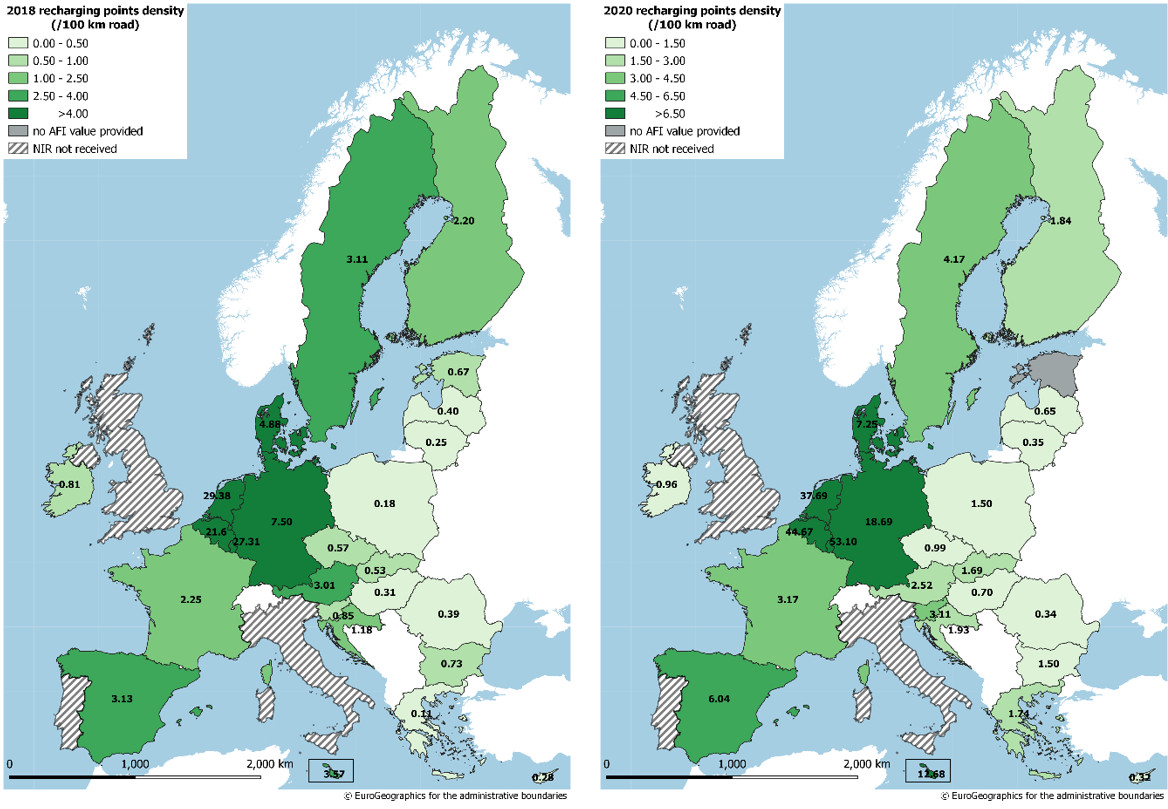 2018 recharging points density
(/100 km road)
0.00 - 0.50
0.50 - 1.00
1.00 - 2.50
2.50 - 4.00
>4.00
no AFI value provided
NIR not received
2.20
3.11
0.67
0.40
4.88
0.25
0.81
29.38
0.18
7.50
21.6
27.31
0.57
0.53
3.01
0.31
2.25
0.85
0.39
1.18
0.73
3.13
0.11
0
1,000
2,000 km
3.57
0.28
© EuroGeographics for the administrative boundaries
2020 recharging points density
(/100 km road)
0.00 - 1.50
1.50 - 3.00
3.00 - 4.50
4.50 - 6.50
>6.50
no AFI value provided
NIR not received
1.84
4.17
0.65
7.25
0.35
0.96
37.69
1.50
18.69
44.67
53.10
0.99
1.69
2.52
0.70
3.17
3.11
0.34
1.93
1.50
6.04
1.74
0
1,000
2,000 km
12.68
0.32
© EuroGeographics for the administrative boundaries